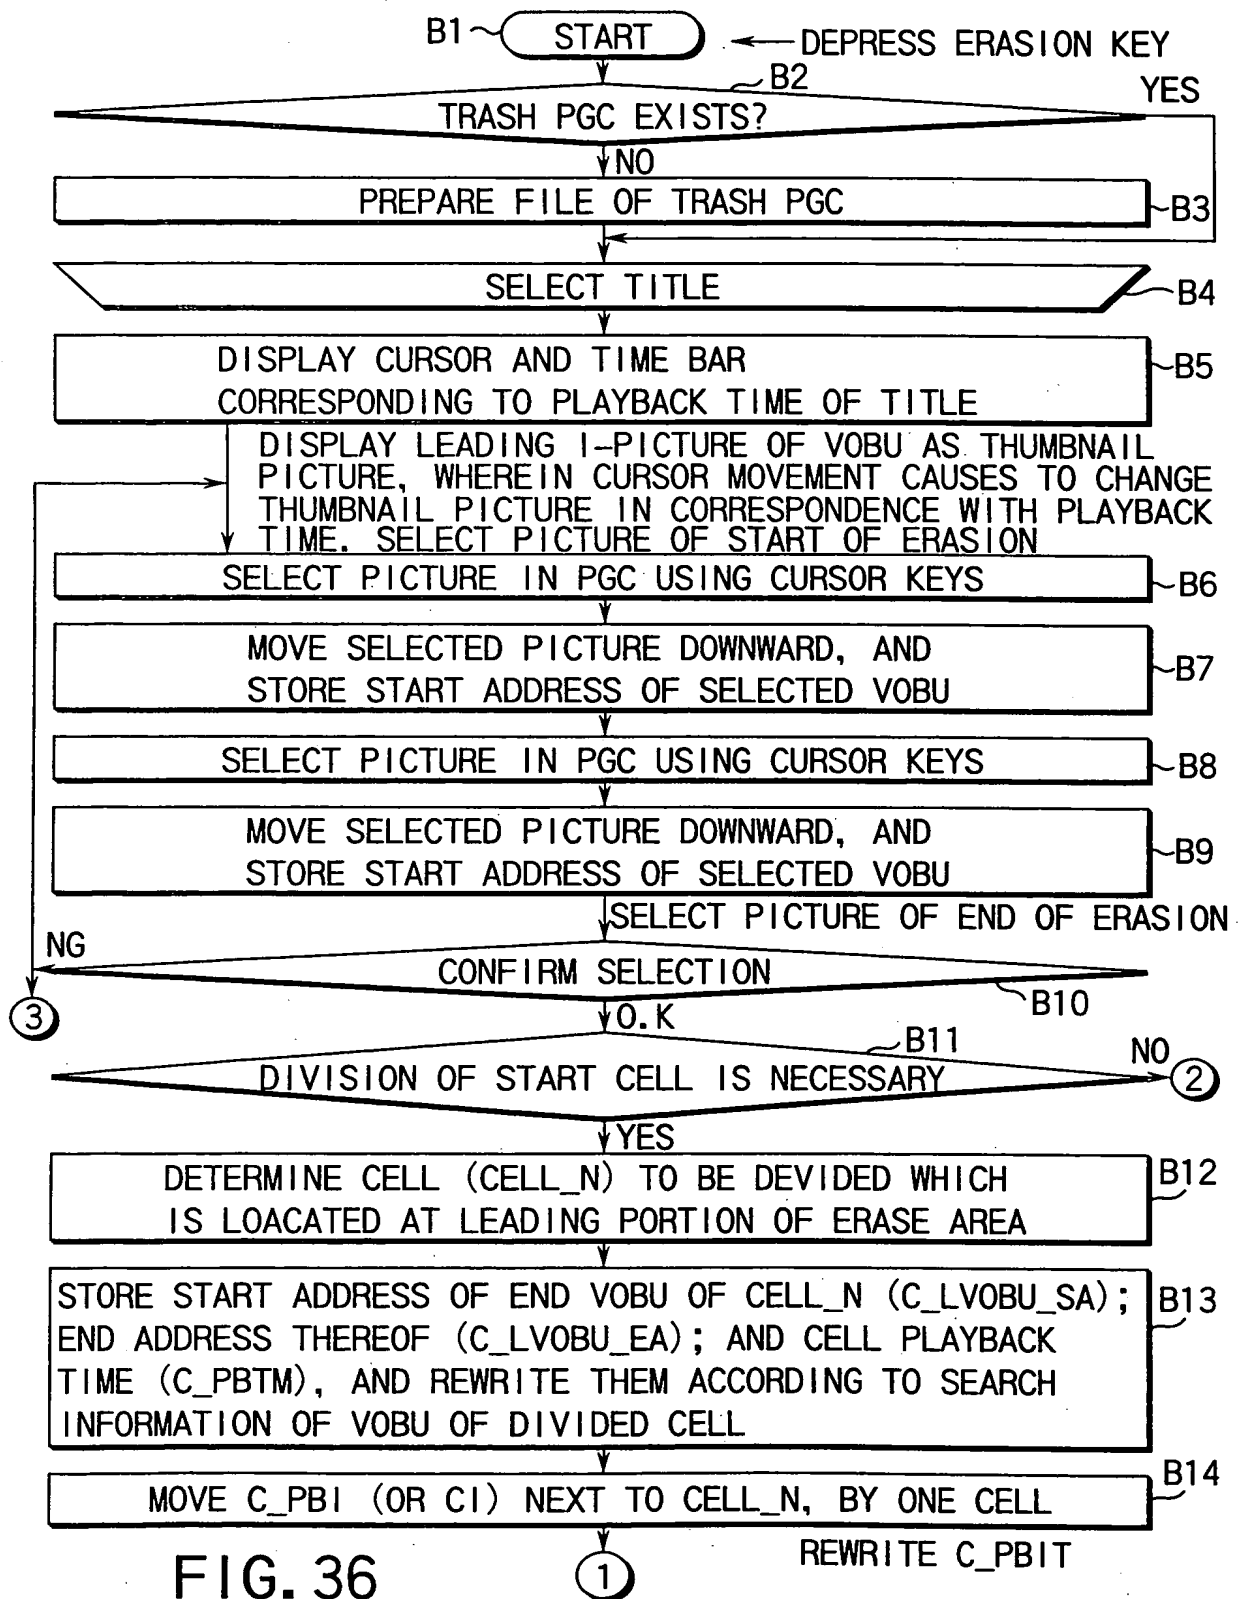 B1 START DEPRESS ERASION KEY
B2
TRASH PGC EXISTS? YES
NO
PREPARE FILE OF TRASH PGC B3
SELECT TITLE B4
DISPLAY CURSOR AND TIME BAR
CORRESPONDING TO PLAYBACK TIME OF TITLE B5
DISPLAY LEADING I-PICTURE OF VOBU AS THUMBNAIL
PICTURE, WHEREIN CURSOR MOVEMENT CAUSES TO CHANGE
THUMBNAIL PICTURE IN CORRESPONDENCE WITH PLAYBACK
TIME. SELECT PICTURE OF START OF ERASION
SELECT PICTURE IN PGC USING CURSOR KEYS B6
MOVE SELECTED PICTURE DOWNWARD, AND
STORE START ADDRESS OF SELECTED VOBU B7
SELECT PICTURE IN PGC USING CURSOR KEYS B8
MOVE SELECTED PICTURE DOWNWARD, AND
STORE START ADDRESS OF SELECTED VOBU B9
SELECT PICTURE OF END OF ERASION
NG
CONFIRM SELECTION
B10
3
O.K
B11
DIVISION OF START CELL IS NECESSARY NO 2
YES
DETERMINE CELL (CELL_N) TO BE DEVIDED WHICH
IS LOACATED AT LEADING PORTION OF ERASE AREA B12
STORE START ADDRESS OF END VOBU OF CELL_N (C_LVOBU_SA); B13
END ADDRESS THEREOF (C_LVOBU_EA); AND CELL PLAYBACK
TIME (C_PBTM), AND REWRITE THEM ACCORDING TO SEARCH
INFORMATION OF VOBU OF DIVIDED CELL
MOVE C_PBI (OR CI) NEXT TO CELL_N, BY ONE CELL B14
REWRITE C_PBIT
1
FIG. 36